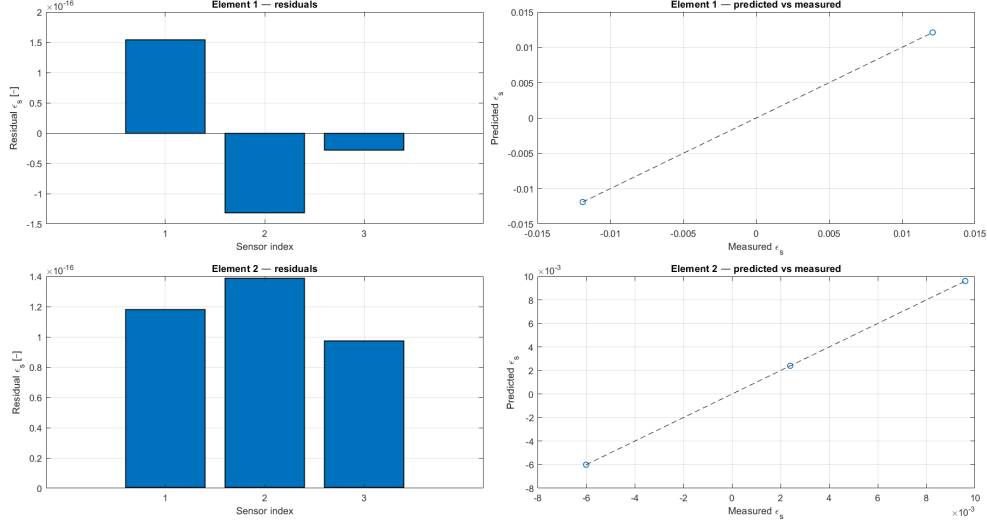 Element 1 — residuals
×10⁻¹⁶
2
1.5
1
0.5
0
-0.5
-1
-1.5
Residual ϵₛ [-]
1 2 3
Sensor index
Element 1 — predicted vs measured
0.015
0.01
0.005
0
-0.005
-0.01
-0.015
Predicted ϵₛ
-0.015 -0.01 -0.005 0 0.005 0.01 0.015
Measured ϵₛ
Element 2 — residuals
×10⁻¹⁶
1.4
1.2
1
0.8
0.6
0.4
0.2
0
Residual ϵₛ [-]
1 2 3
Sensor index
Element 2 — predicted vs measured
×10⁻³
10
8
6
4
2
0
-2
-4
-6
-8
Predicted ϵₛ
-8 -6 -4 -2 0 2 4 6 8 10
Measured ϵₛ
×10⁻³